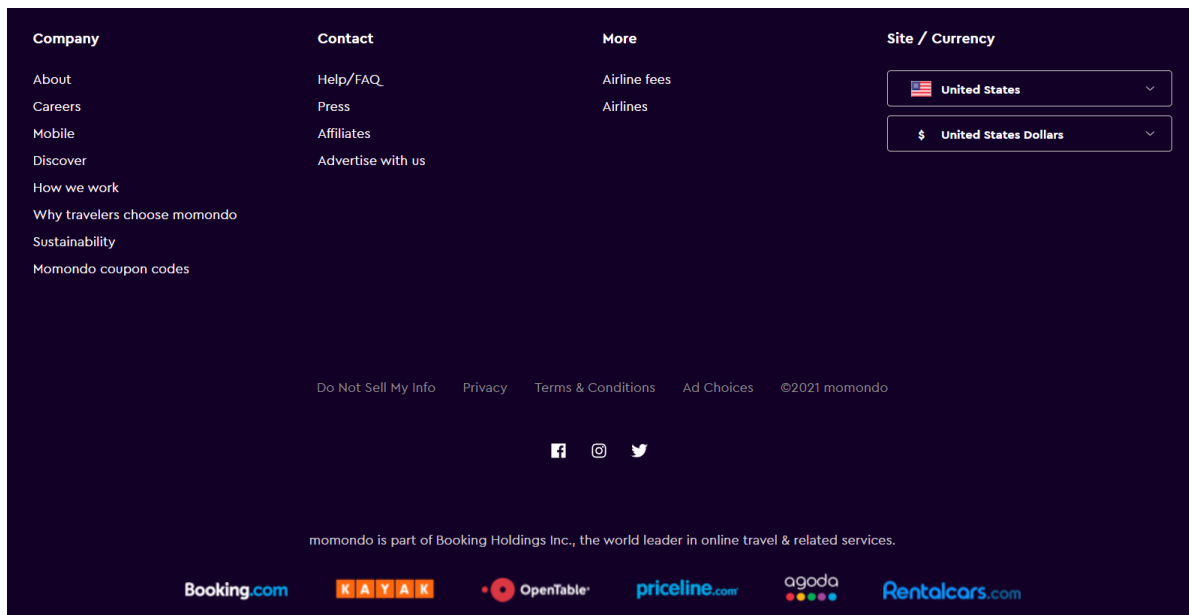 Company
About
Careers
Mobile
Discover
How we work
Why travelers choose momondo
Sustainability
Momondo coupon codes
Contact
Help/FAQ
Press
Affiliates
Advertise with us
More
Airline fees
Airlines
Site / Currency
United States
$ United States Dollars
Do Not Sell My Info Privacy Terms & Conditions Ad Choices ©2021 momondo
momondo is part of Booking Holdings Inc., the world leader in online travel & related services.
Booking.com KAYAK OpenTable priceline.com agoda Rentalcars.com